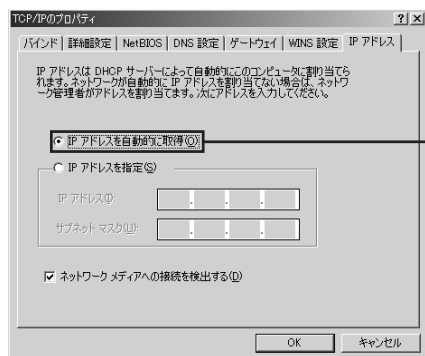 TCP/IPのプロパティ
バインド 詳細設定 NetBIOS DNS 設定 ゲートウェイ WINS 設定 IP アドレス
IP アドレスは DHCP サーバーによって自動的にこのコンピュータに割り当てら
れます。ネットワークが自動的に IP アドレスを割り当てない場合は、ネットワ
ーク管理者がアドレスを割り当てます。次にアドレスを入力してください。
IP アドレスを自動的に取得(O)
IP アドレスを指定(S)
IP アドレス(I):
サブネット マスク(U):
ネットワーク メディアへの接続を検出する(D)
OK キャンセル